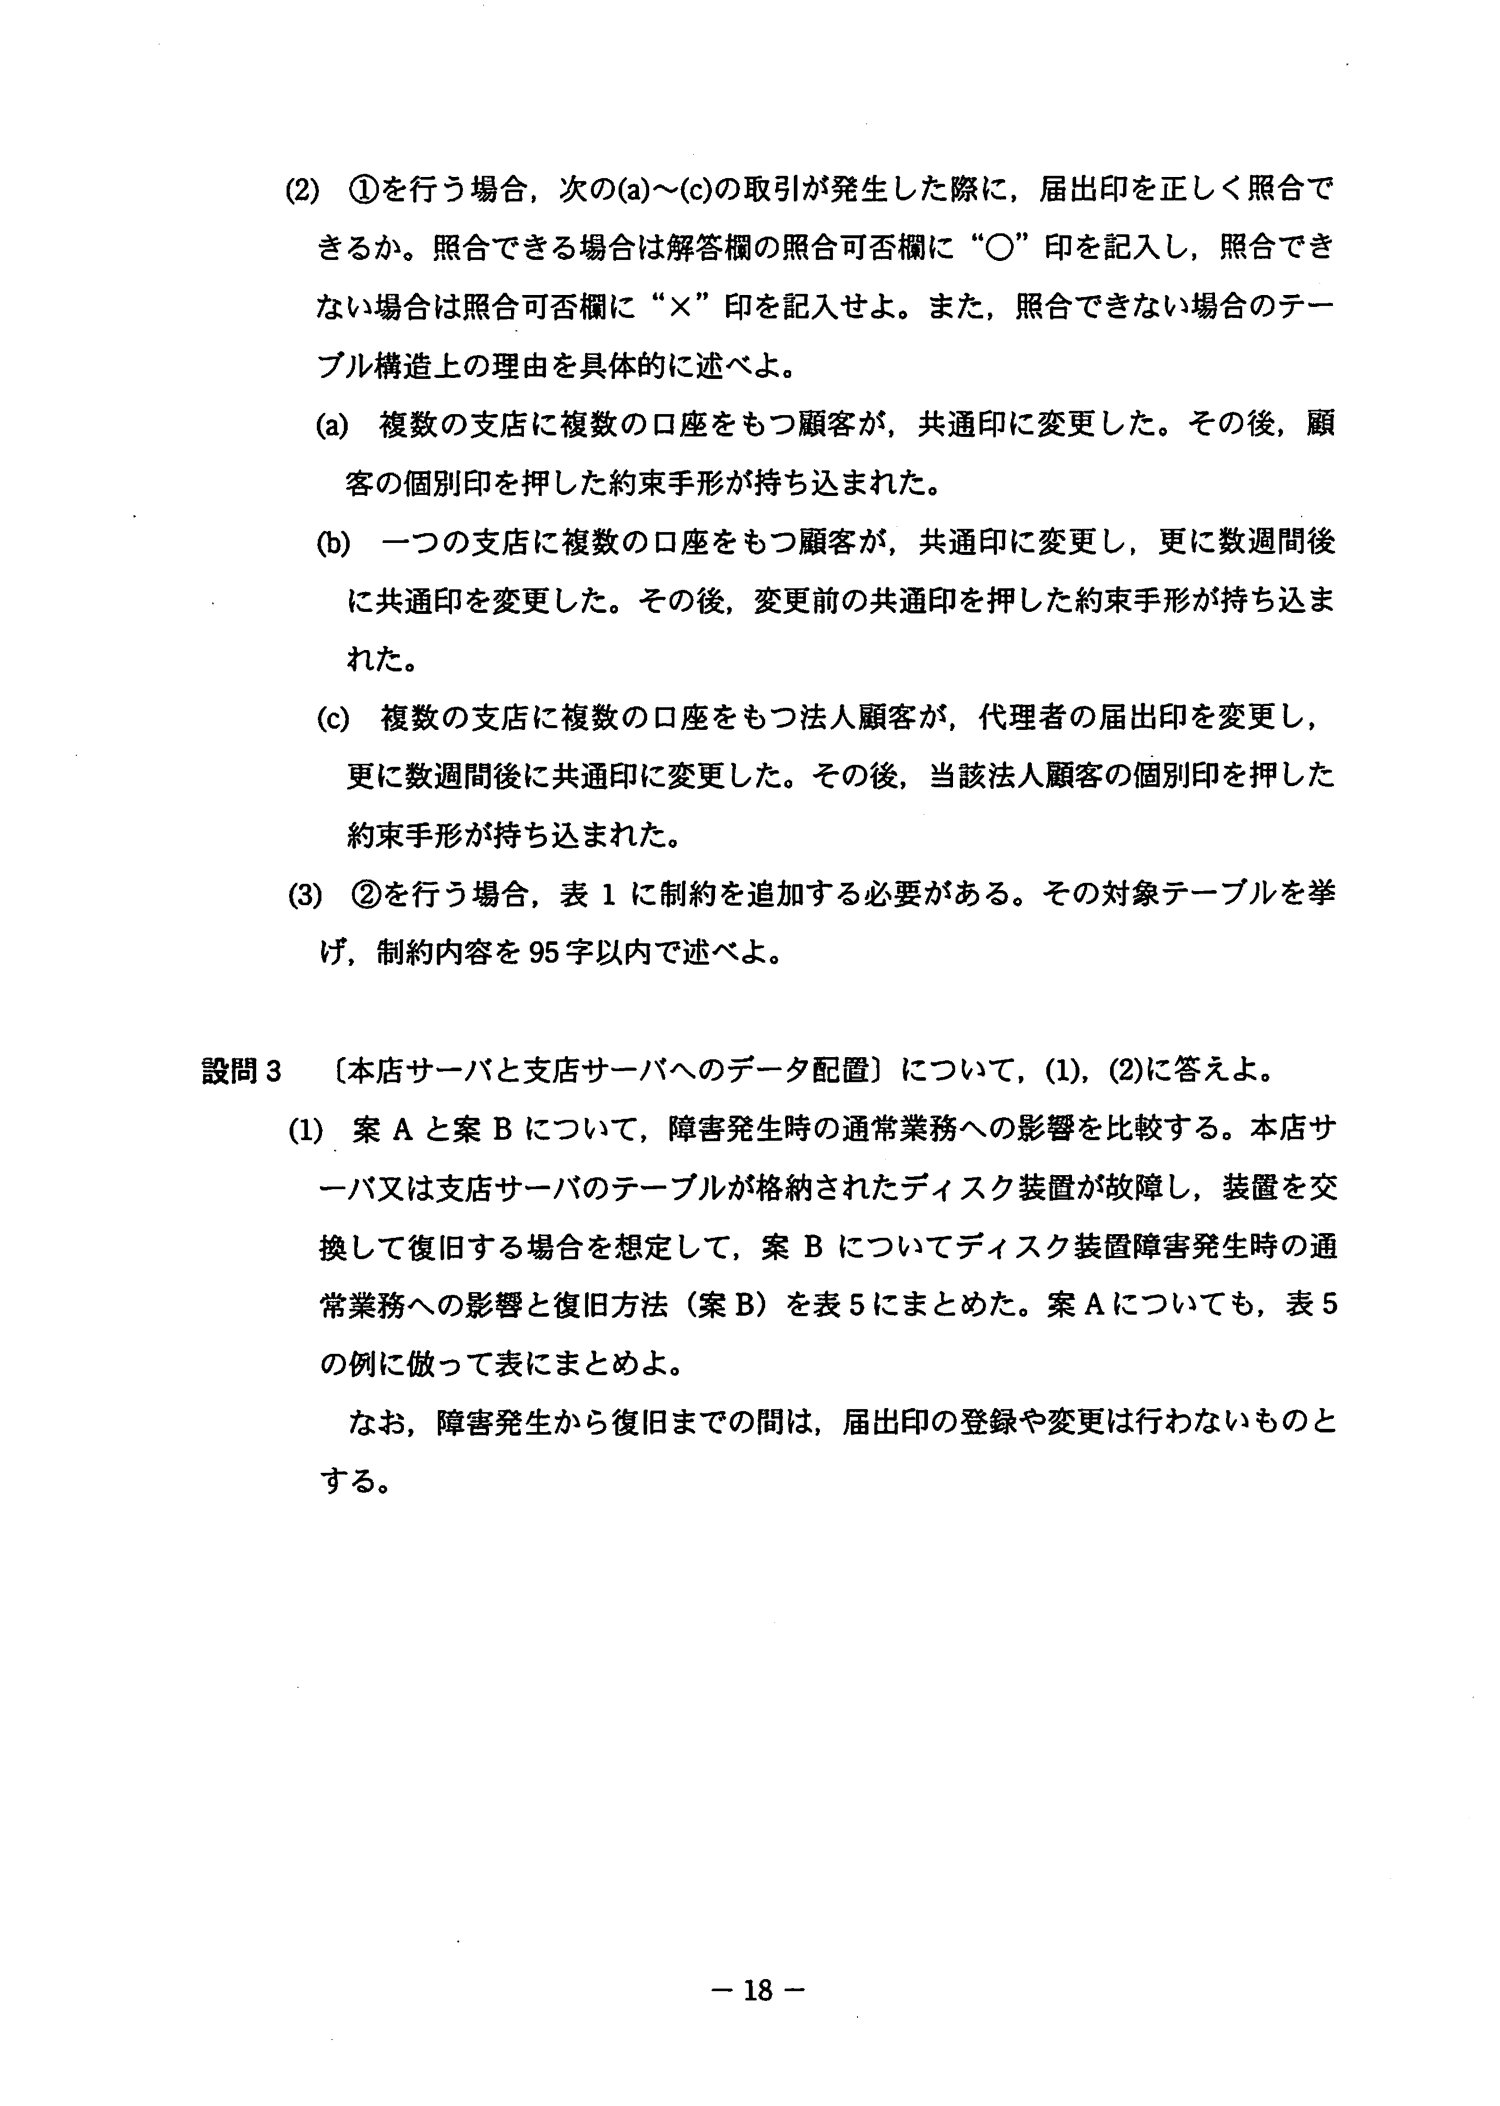 (2) ①を行う場合，次の(a)～(c)の取引が発生した際に，届出印を正しく照合で
きるか。照合できる場合は解答欄の照合可否欄に“○”印を記入し，照合でき
ない場合は照合可否欄に“×”印を記入せよ。また，照合できない場合のテー
ブル構造上の理由を具体的に述べよ。
(a) 複数の支店に複数の口座をもつ顧客が，共通印に変更した。その後，顧
客の個別印を押した約束手形が持ち込まれた。
(b) 一つの支店に複数の口座をもつ顧客が，共通印に変更し，更に数週間後
に共通印を変更した。その後，変更前の共通印を押した約束手形が持ち込ま
れた。
(c) 複数の支店に複数の口座をもつ法人顧客が，代理者の届出印を変更し，
更に数週間後に共通印に変更した。その後，当該法人顧客の個別印を押した
約束手形が持ち込まれた。
(3) ②を行う場合，表 1 に制約を追加する必要がある。その対象テーブルを挙
げ，制約内容を 95 字以内で述べよ。
設問 3 〔本店サーバと支店サーバへのデータ配置〕について，(1)，(2)に答えよ。
(1) 案 A と案 B について，障害発生時の通常業務への影響を比較する。本店サ
ーバ又は支店サーバのテーブルが格納されたディスク装置が故障し，装置を交
換して復旧する場合を想定して，案 B についてディスク装置障害発生時の通
常業務への影響と復旧方法（案 B）を表 5 にまとめた。案 A についても，表 5
の例に倣って表にまとめよ。
なお，障害発生から復旧までの間は，届出印の登録や変更は行わないものと
する。
－ 18 －